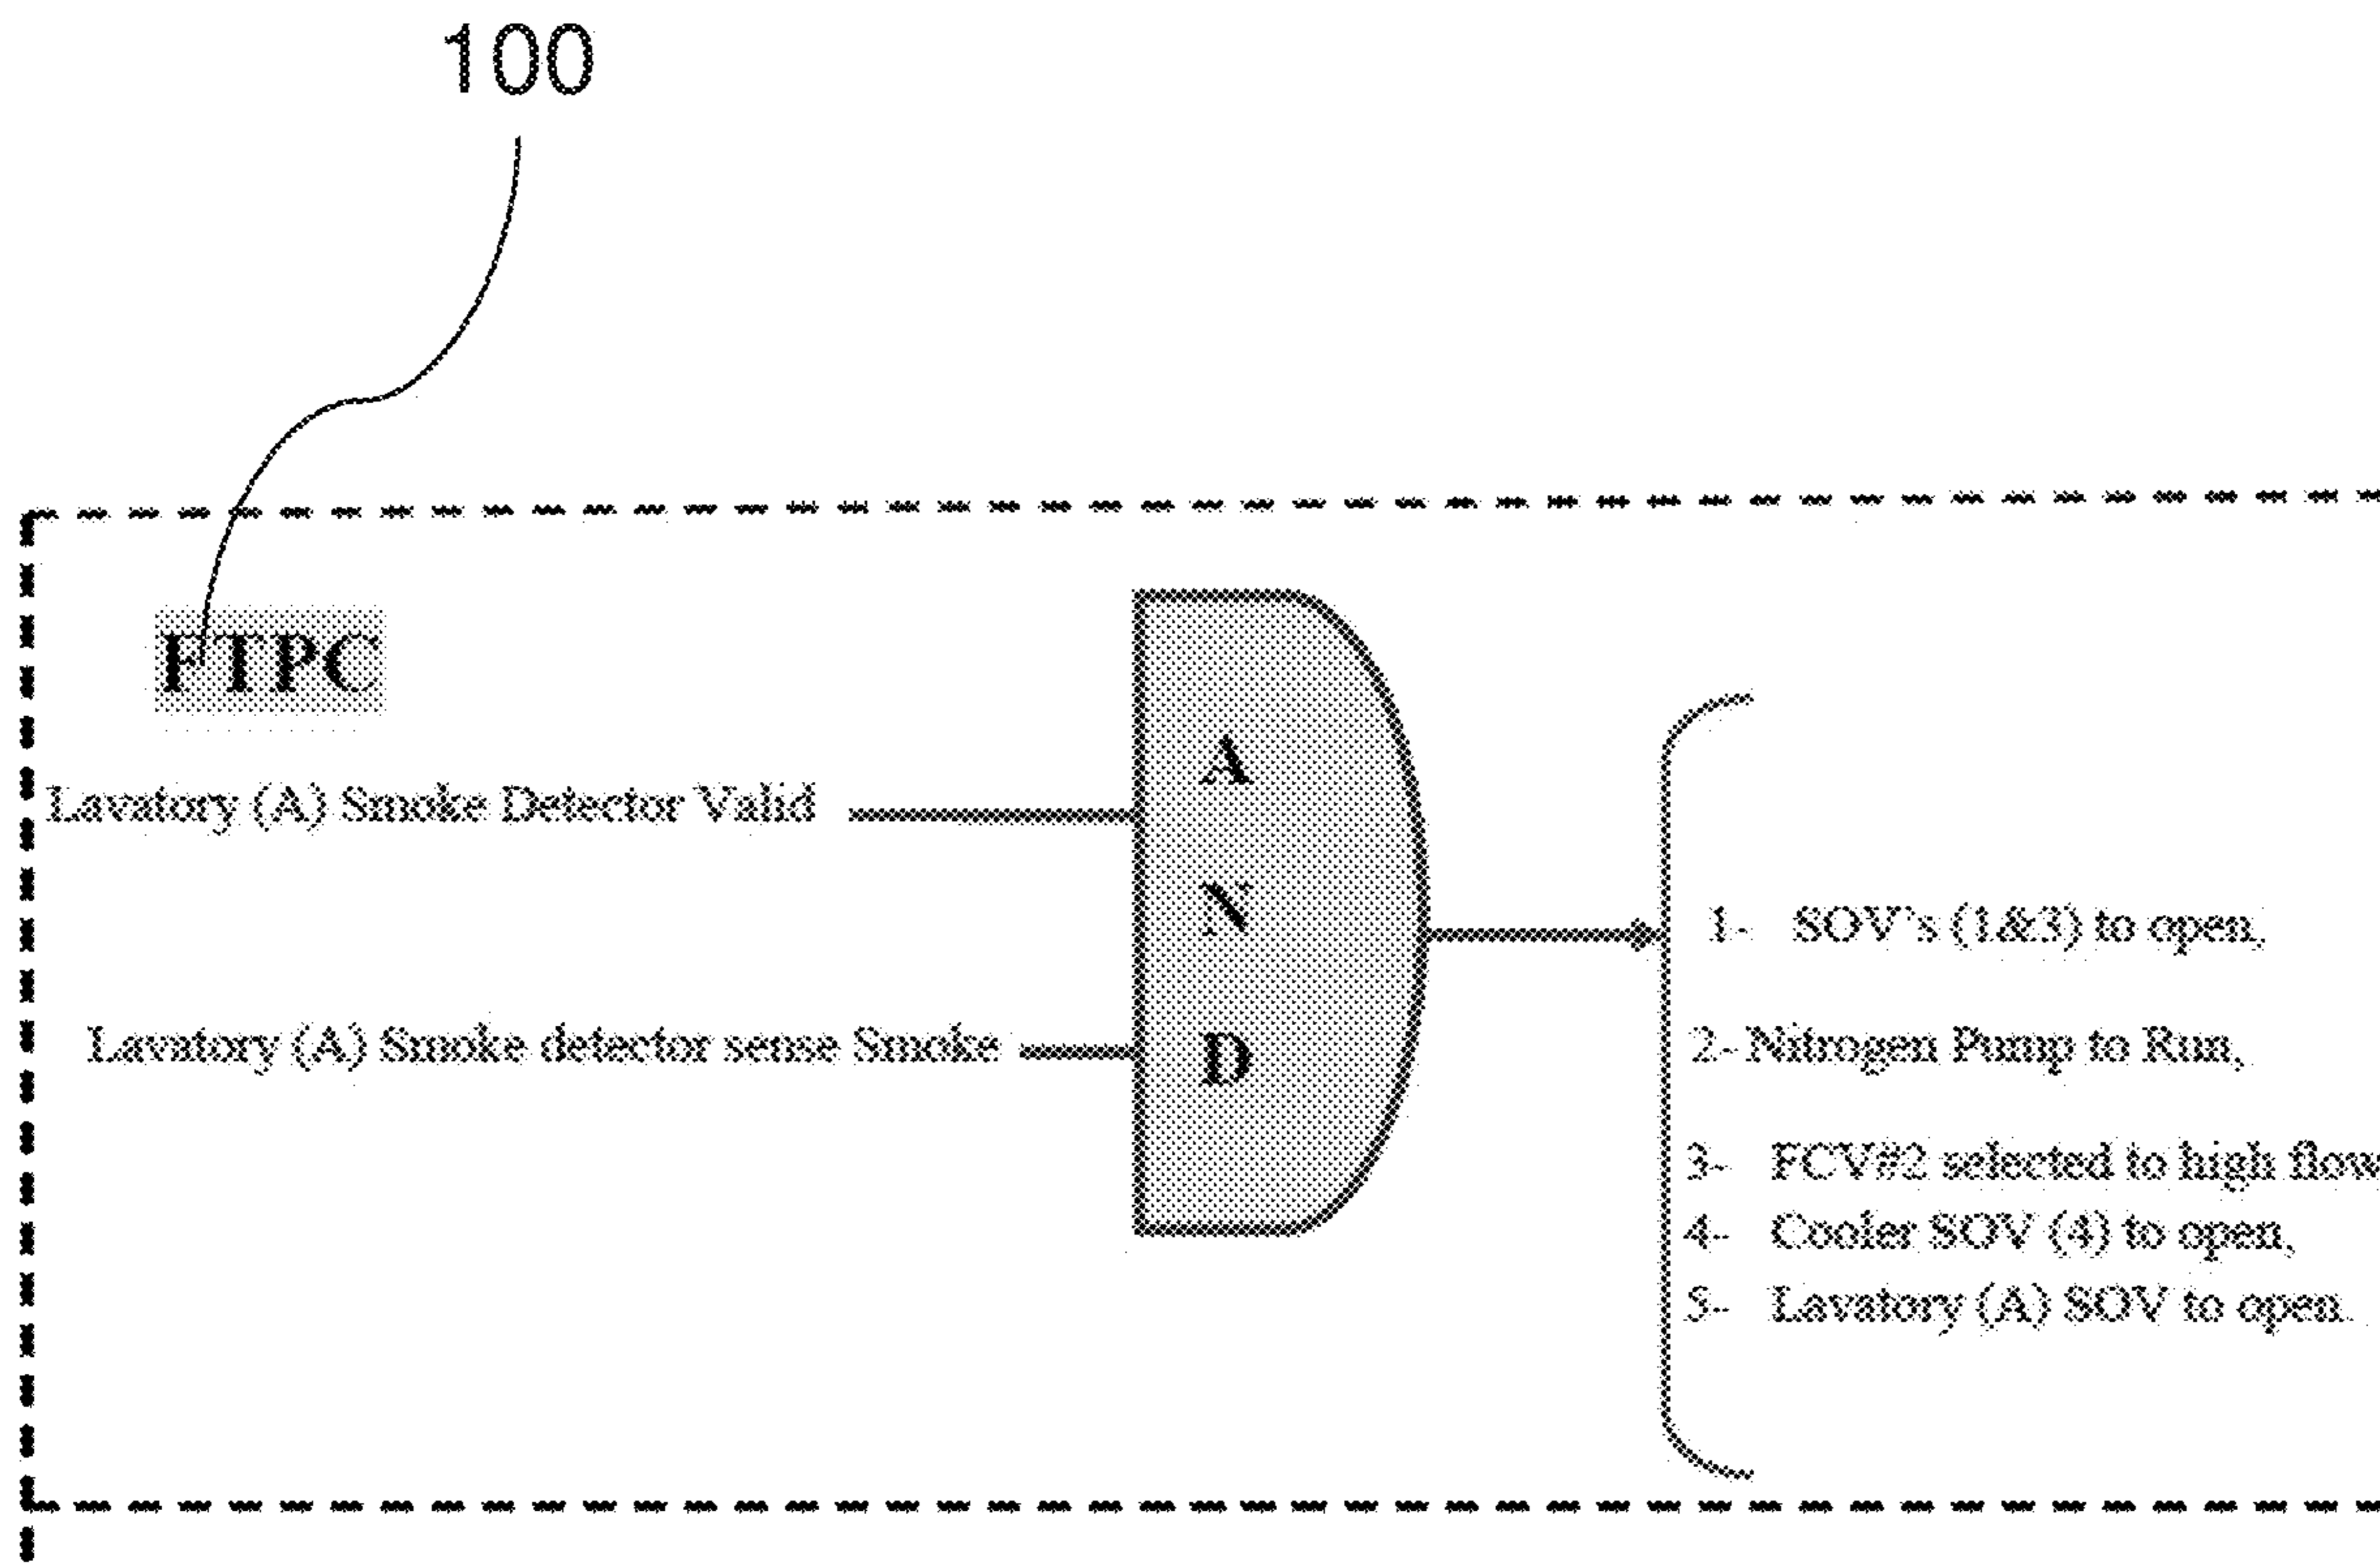 100
FTPC
Lavatory (A) Smoke Detector Valid
Lavatory (A) Smoke detector sense Smoke
A
N
D
1- SOV's (1&3) to open,
2- Nitrogen Pump to Run,
3- FCV#2 selected to high flow
4- Cooler SOV (4) to open,
5- Lavatory (A) SOV to open.